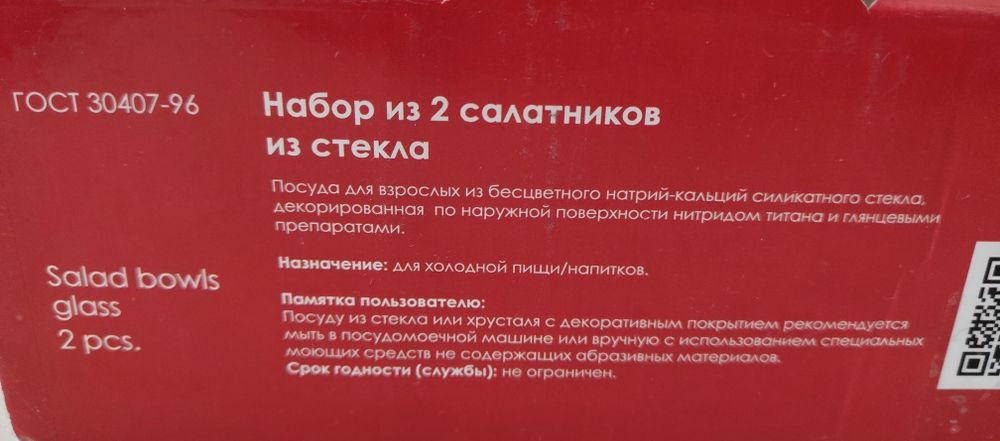 ГОСТ 30407-96
Набор из 2 салатников
из стекла
Посуда для взрослых из бесцветного натрий-кальций силикатного стекла,
декорированная по наружной поверхности нитридом титана и глянцевыми
препаратами.
Назначение: для холодной пищи/напитков.
Salad bowls
glass
2 pcs.
Памятка пользователю:
Посуду из стекла или хрусталя с декоративным покрытием рекомендуется
мыть в посудомоечной машине или вручную с использованием специальных
моющих средств не содержащих абразивных материалов.
Срок годности (службы): не ограничен.